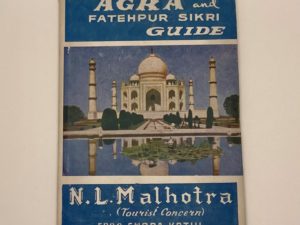 AGRA and
FATEHPUR SIKRI
GUIDE
N.L.Malhotra
(Tourist Concern)